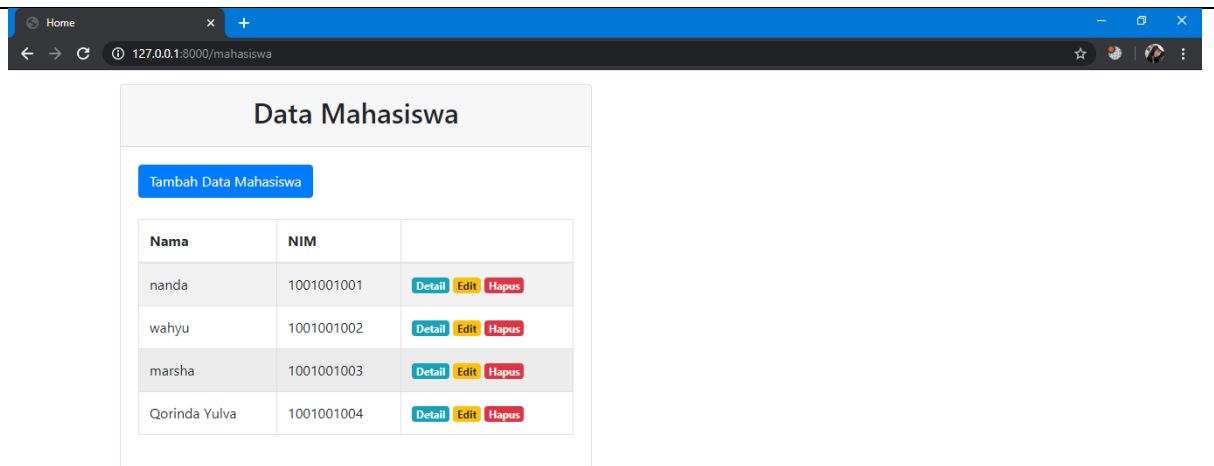 Home
127.0.0.1:8000/mahasiswa
Data Mahasiswa
Tambah Data Mahasiswa
Nama NIM
nanda 1001001001 Detail Edit Hapus
wahyu 1001001002 Detail Edit Hapus
marsha 1001001003 Detail Edit Hapus
Qorinda Yulva 1001001004 Detail Edit Hapus